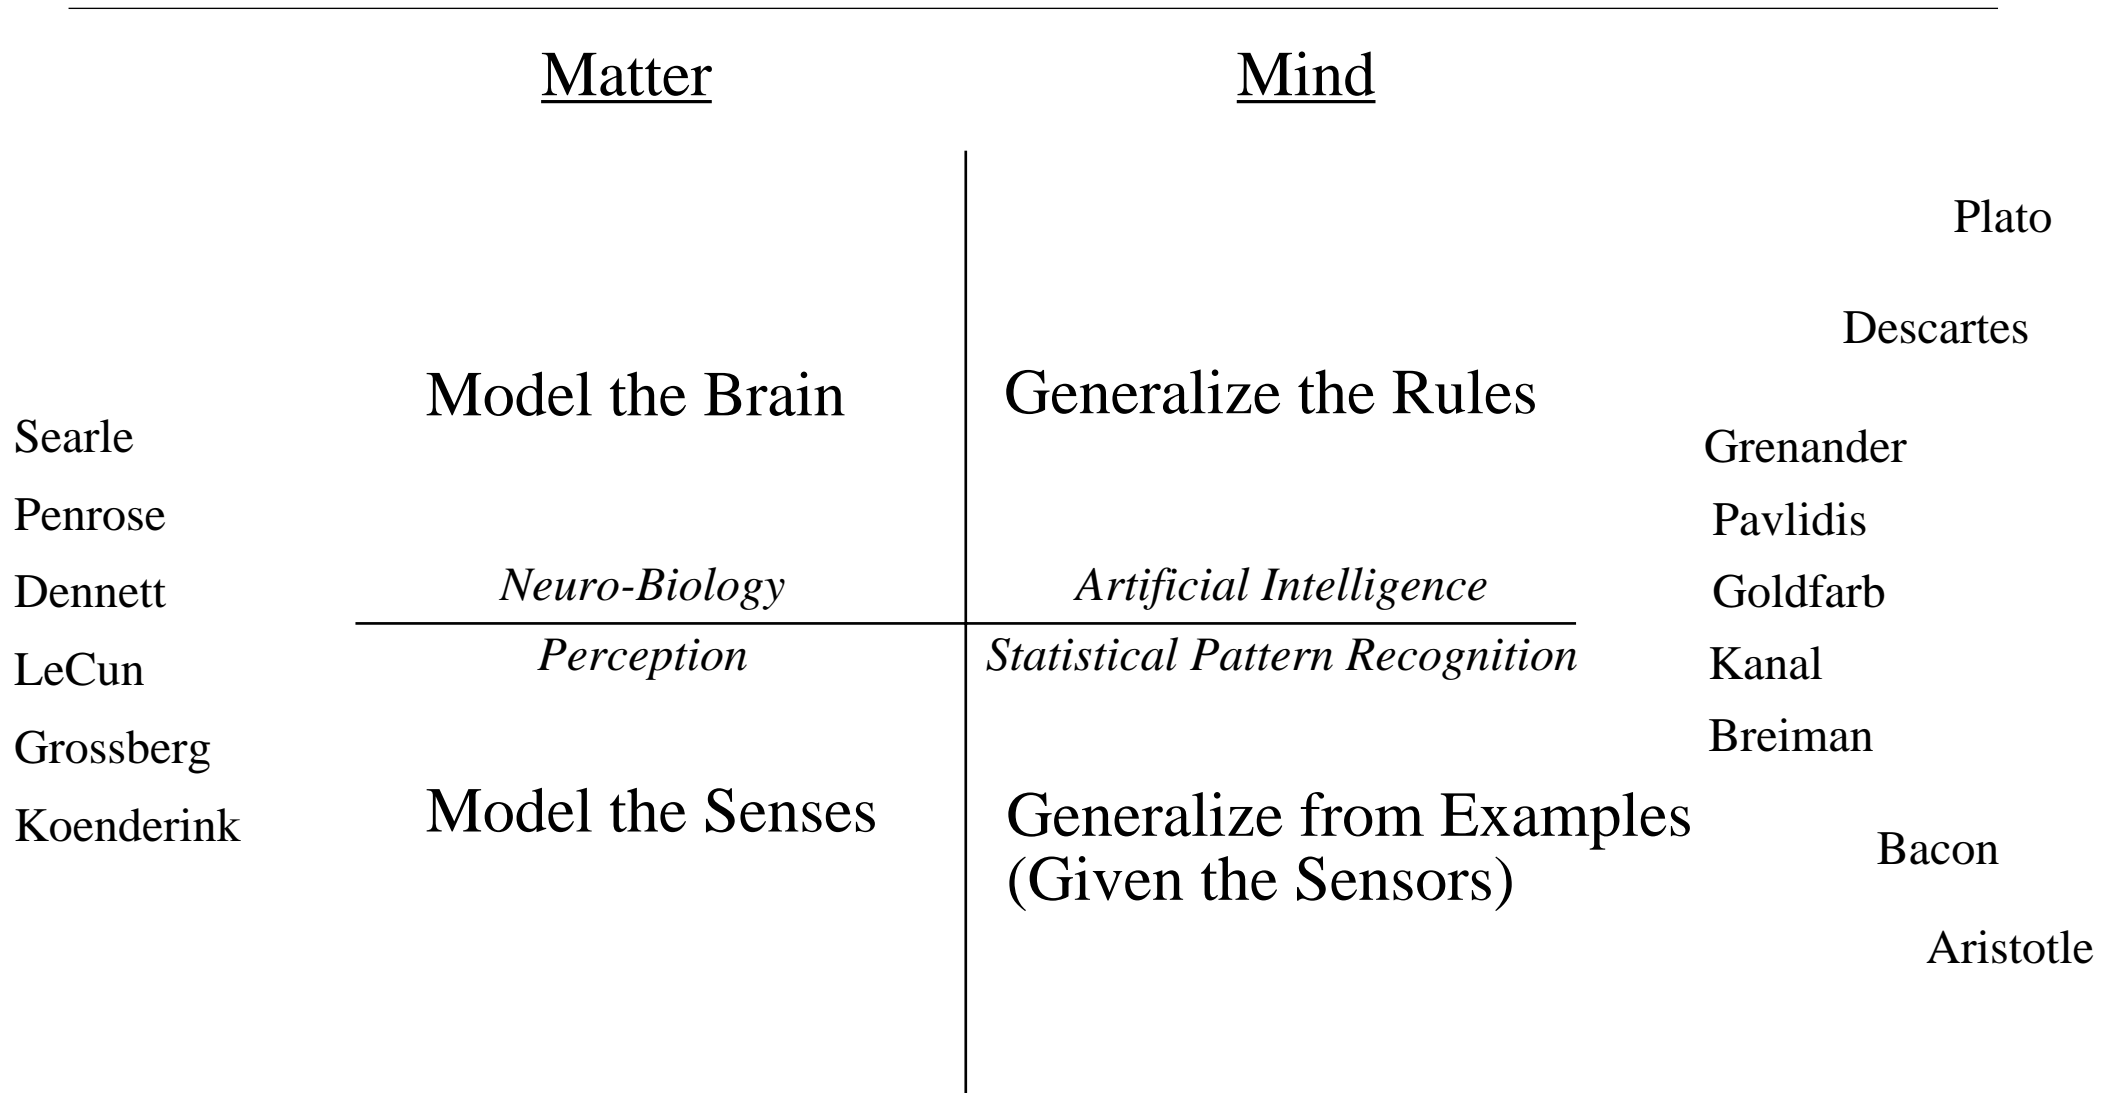 Matter
Mind
Plato
Descartes
Model the Brain
Generalize the Rules
Searle
Grenander
Penrose
Pavlidis
Dennett
Neuro-Biology
Artificial Intelligence
Goldfarb
LeCun
Perception
Statistical Pattern Recognition
Kanal
Grossberg
Breiman
Koenderink
Model the Senses
Generalize from Examples
(Given the Sensors)
Bacon
Aristotle